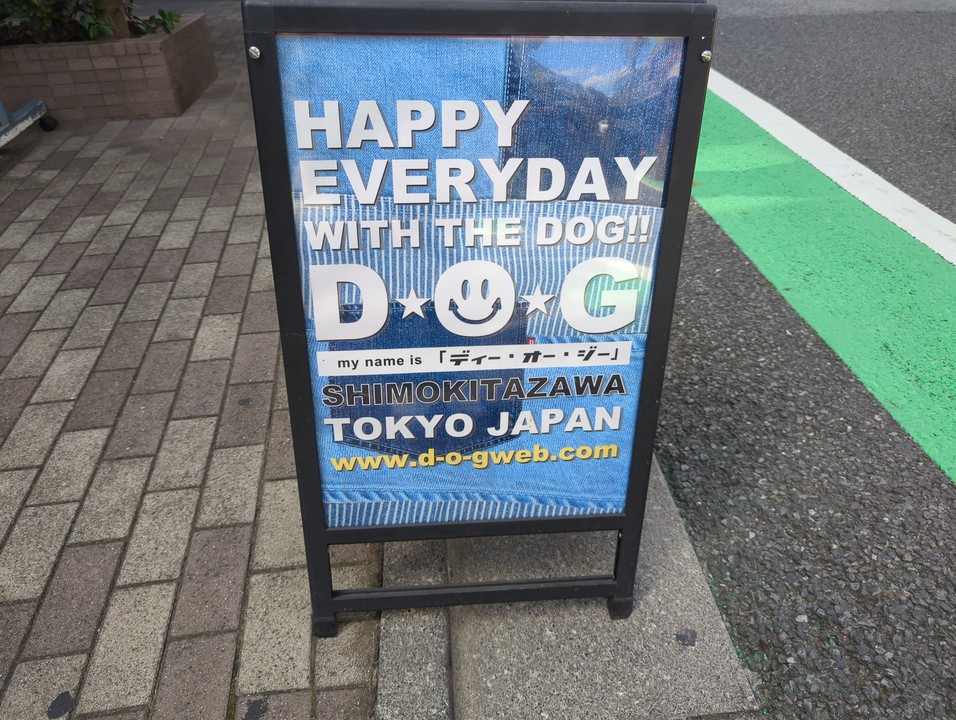 HAPPY
EVERYDAY
WITH THE DOG!!
D★O★G
my name is 「ディー・オー・ジー」
SHIMOKITAZAWA
TOKYO JAPAN
www.d-o-gweb.com